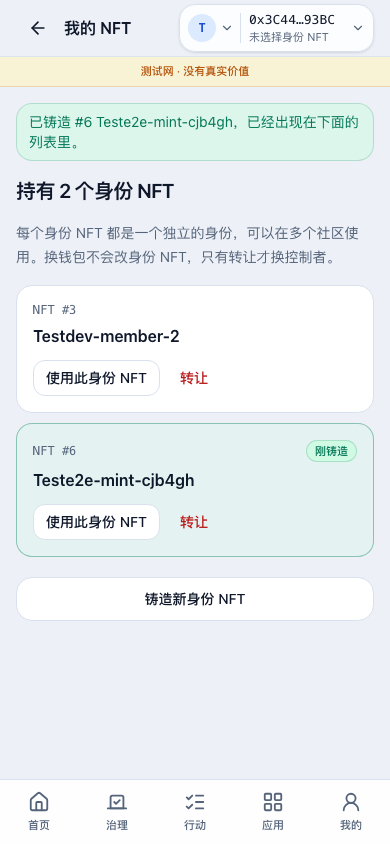 我的 NFT
T
0x3C44…93BC
未选择身份 NFT
测试网 · 没有真实价值
已铸造 #6 Teste2e-mint-cjb4gh，已经出现在下面的
列表里。
持有 2 个身份 NFT
每个身份 NFT 都是一个独立的身份，可以在多个社区使
用。换钱包不会改身份 NFT，只有转让才换控制者。
NFT #3
Testdev-member-2
使用此身份 NFT
转让
NFT #6
刚铸造
Teste2e-mint-cjb4gh
使用此身份 NFT
转让
铸造新身份 NFT
首页
治理
行动
应用
我的